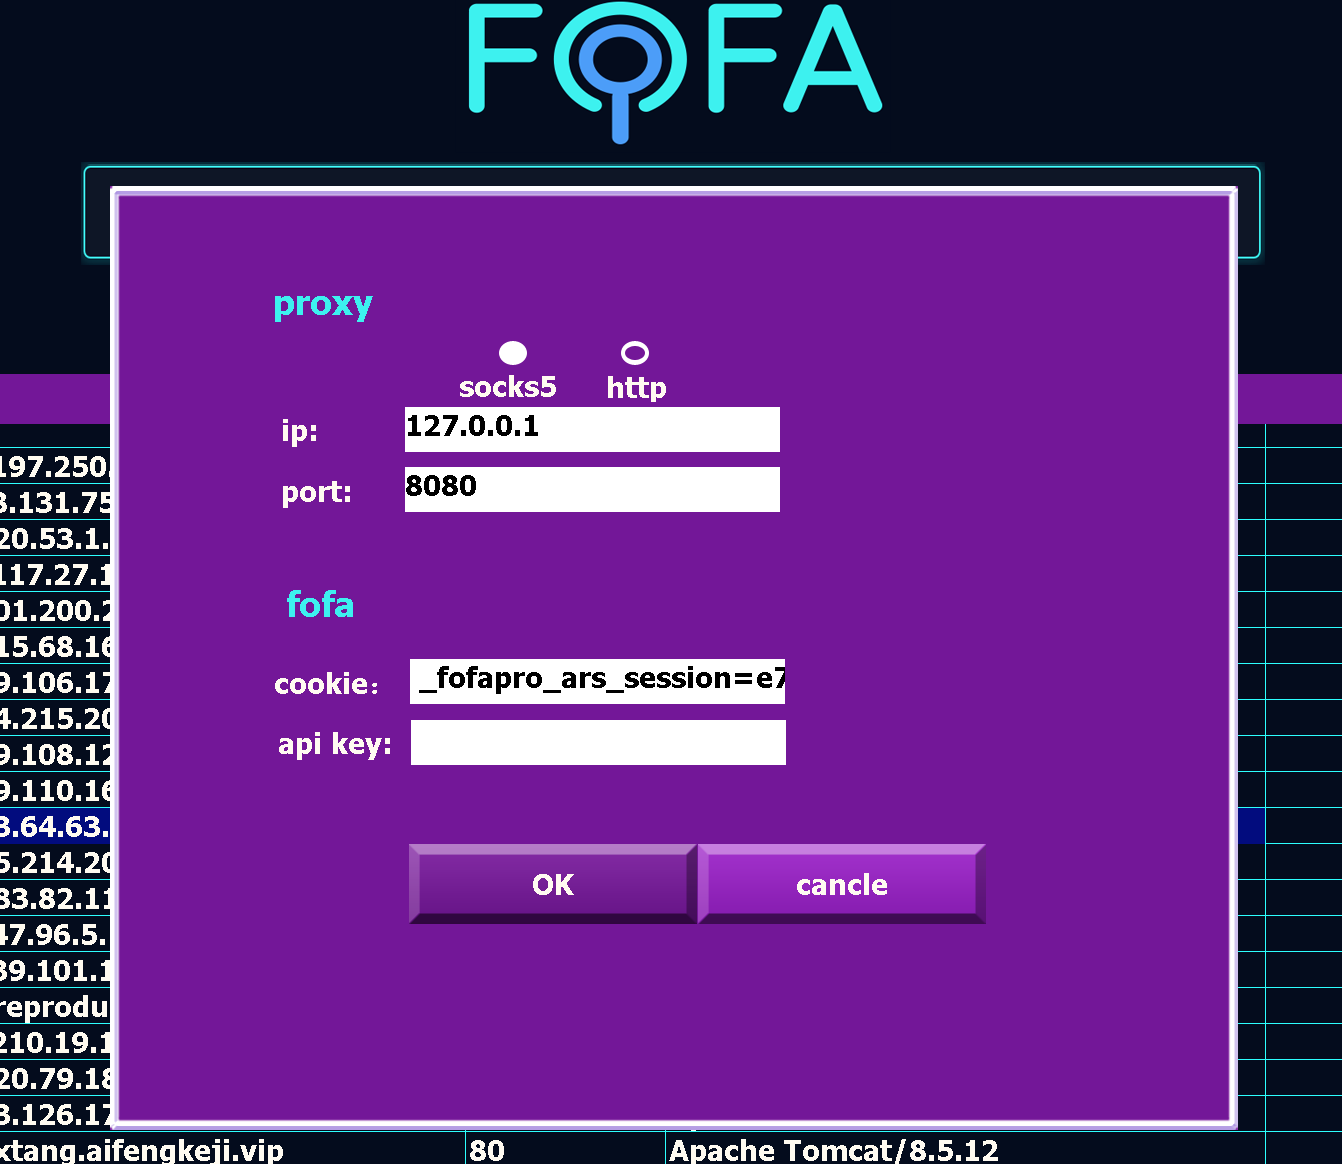 FOFA
proxy
socks5 http
ip: 127.0.0.1
port: 8080
fofa
cookie： _fofapro_ars_session=e7
api key:
OK cancle
197.250.
3.131.75
20.53.1.
117.27.1
01.200.2
15.68.16
9.106.17
4.215.20
9.108.12
9.110.16
3.64.63.
5.214.20
83.82.11
47.96.5.
39.101.1
reprodu
210.19.1
20.79.18
3.126.17
xtang.aifengkeji.vip 80 Apache Tomcat/8.5.12